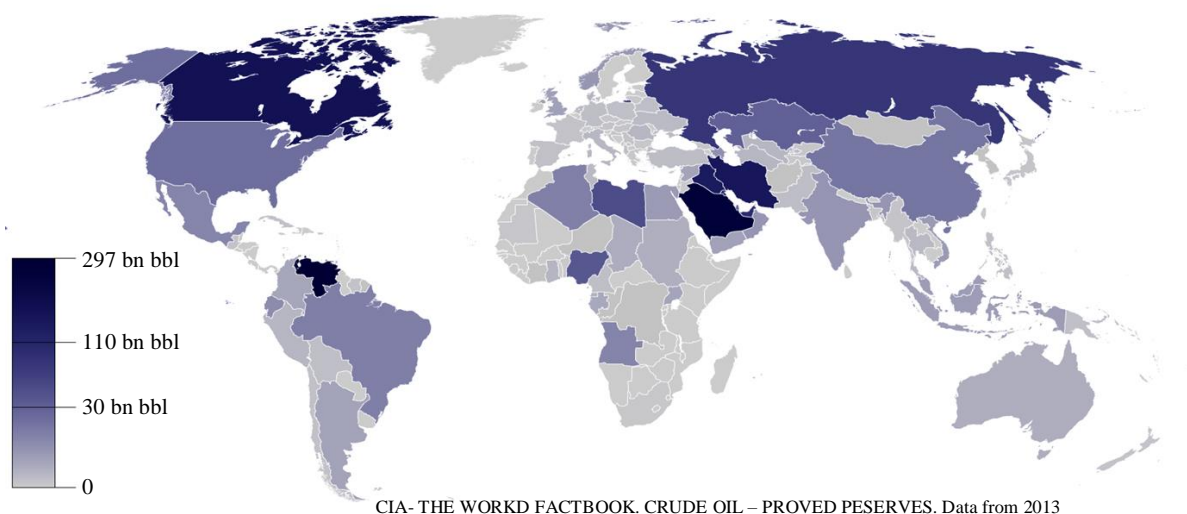 297 bn bbl
110 bn bbl
30 bn bbl
0
CIA- THE WORKD FACTBOOK. CRUDE OIL – PROVED PESERVES. Data from 2013